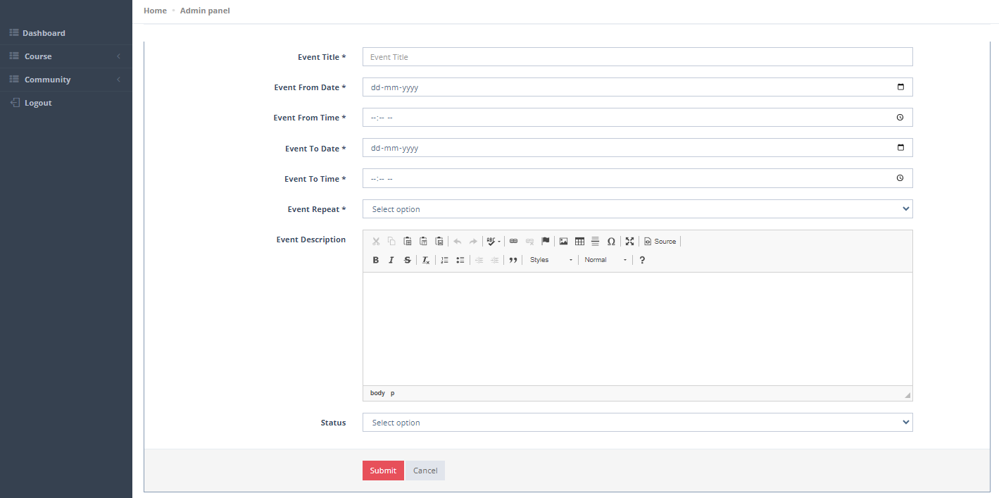 Home • Admin panel
Dashboard
Course
Community
Logout
Event Title *
Event Title
Event From Date *
dd-mm-yyyy
Event From Time *
--:-- --
Event To Date *
dd-mm-yyyy
Event To Time *
--:-- --
Event Repeat *
Select option
Event Description
ABC Ω Source
B I S Tx Styles Normal ?
body p
Status
Select option
Submit Cancel